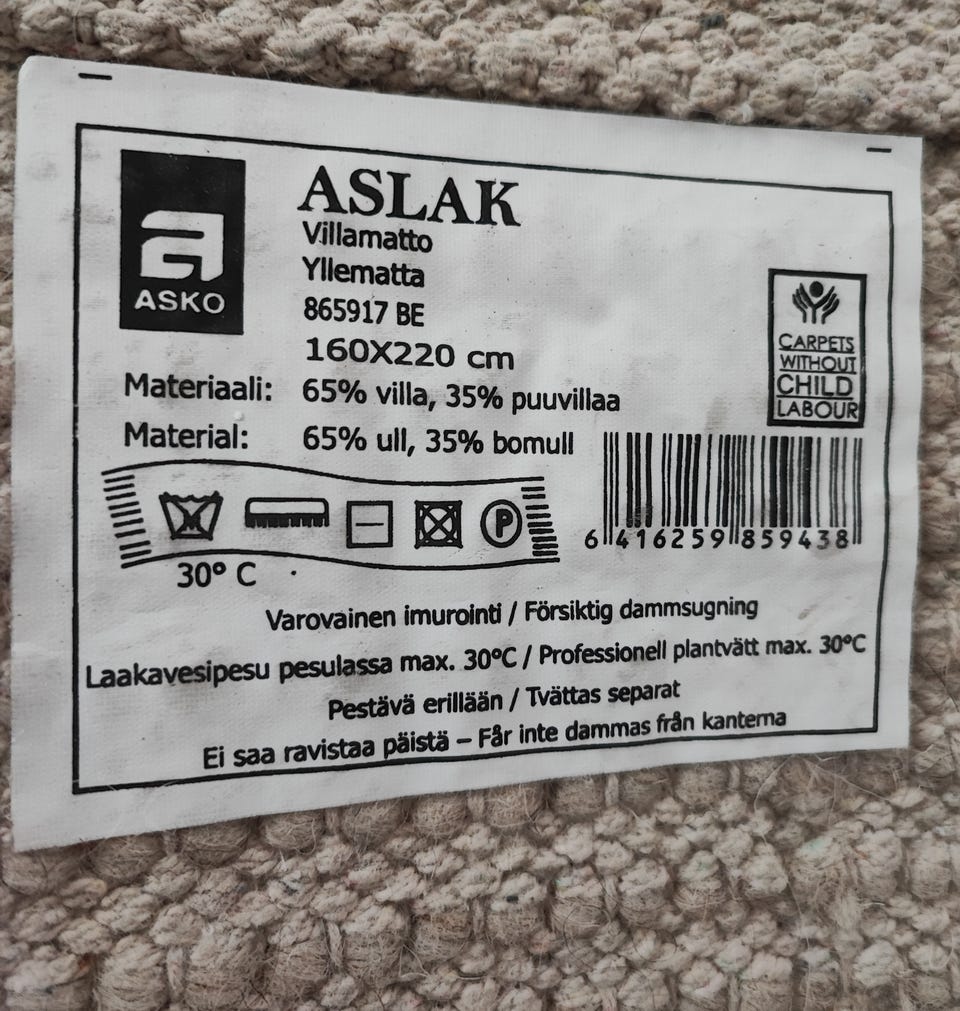 ASKO
ASLAK
Villamatto
Yllematta
865917 BE
160X220 cm
Materiaali: 65% villa, 35% puuvillaa
Material: 65% ull, 35% bomull
CARPETS
WITHOUT
CHILD
LABOUR
P
30° C
6 416259 859438
Varovainen imurointi / Försiktig dammsugning
Laakavesipesu pesulassa max. 30°C / Professionell plantvätt max. 30°C
Pestävä erillään / Tvättas separat
Ei saa ravistaa päistä – Får inte dammas från kanterna